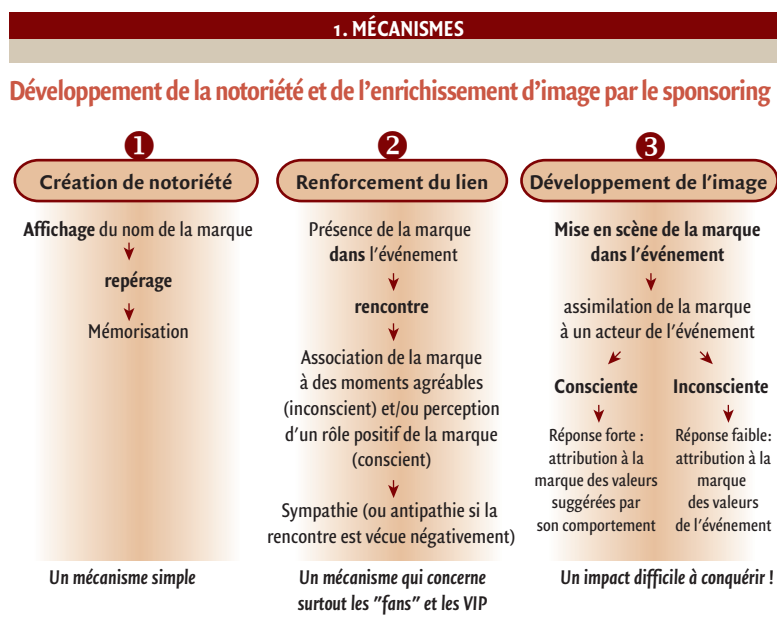 1. MÉCANISMES
Développement de la notoriété et de l'enrichissement d'image par le sponsoring
1
Création de notoriété
Affichage du nom de la marque
repérage
Mémorisation
Un mécanisme simple
2
Renforcement du lien
Présence de la marque
dans l'événement
rencontre
Association de la marque
à des moments agréables
(inconscient) et/ou perception
d'un rôle positif de la marque
(conscient)
Sympathie (ou antipathie si la
rencontre est vécue négativement)
Un mécanisme qui concerne
surtout les "fans" et les VIP
3
Développement de l'image
Mise en scène de la marque
dans l'événement
assimilation de la marque
à un acteur de l'événement
Consciente
Réponse forte :
attribution à la
marque des valeurs
suggérées par
son comportement
Inconsciente
Réponse faible:
attribution à la
marque
des valeurs
de l'événement
Un impact difficile à conquérir !